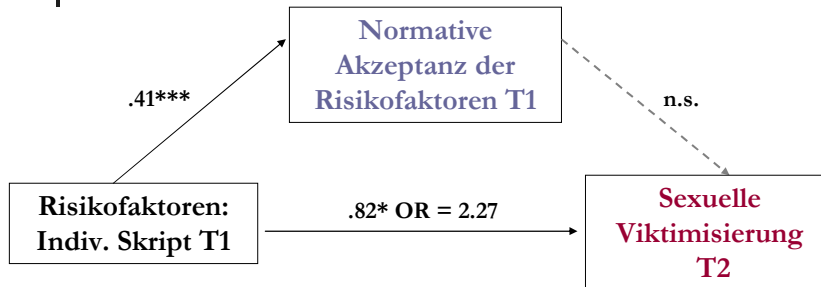 Normative
Akzeptanz der
Risikofaktoren T1
.41***
n.s.
Risikofaktoren:
Indiv. Skript T1
.82* OR = 2.27
Sexuelle
Viktimisierung
T2